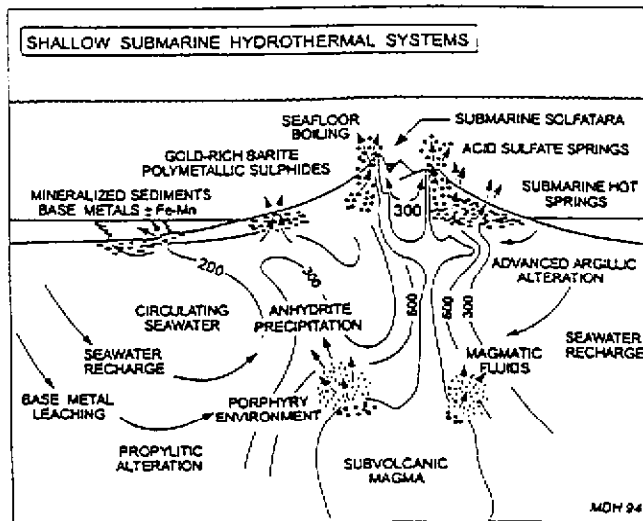 SHALLOW SUBMARINE HYDROTHERMAL SYSTEMS
SEAFLOOR
BOILING
SUBMARINE SOLFATARA
ACID SULFATE SPRINGS
GOLD-RICH BARITE
POLYMETALLIC SULPHIDES
SUBMARINE HOT
SPRINGS
MINERALIZED SEDIMENTS
BASE METALS ± Fe-Mn
300
200
300
ADVANCED ARGILLIC
ALTERATION
CIRCULATING
SEAWATER
ANHYDRITE
PRECIPITATION
600
600
300
SEAWATER
RECHARGE
SEAWATER
RECHARGE
MAGMATIC
FLUIDS
BASE METAL
LEACHING
PORPHYRY
ENVIRONMENT
PROPYLITIC
ALTERATION
SUBVOLCANIC
MAGMA
MDH 94